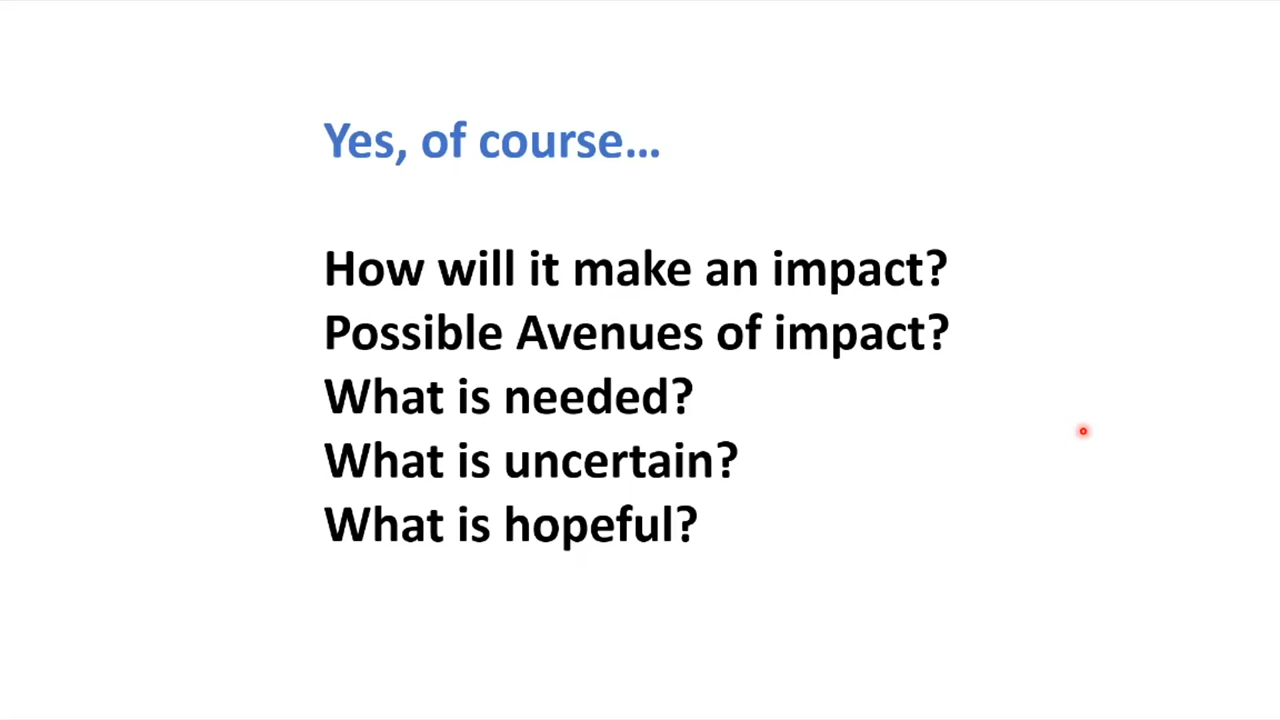 Yes, of course…
How will it make an impact?
Possible Avenues of impact?
What is needed?
What is uncertain?
What is hopeful?